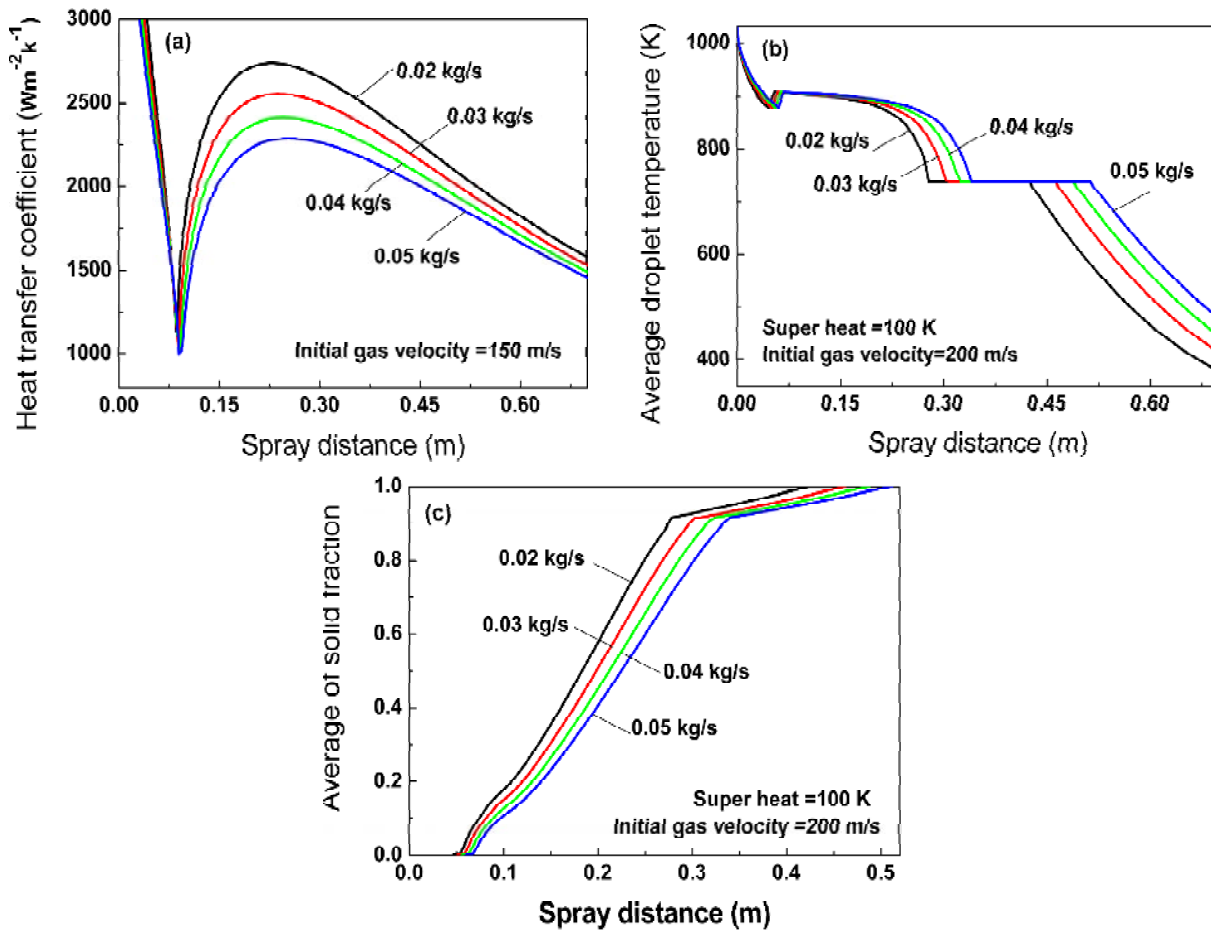 (a)
Heat transfer coefficient (Wm-2k-1)
3000
2500
2000
1500
1000
0.02 kg/s
0.03 kg/s
0.04 kg/s
0.05 kg/s
Initial gas velocity =150 m/s
0.00 0.15 0.30 0.45 0.60
Spray distance (m)
(b)
Average droplet temperature (K)
1000
800
600
400
0.02 kg/s
0.04 kg/s
0.03 kg/s
0.05 kg/s
Super heat =100 K
Initial gas velocity=200 m/s
0.00 0.15 0.30 0.45 0.60
Spray distance (m)
(c)
Average of solid traction
1.0
0.8
0.6
0.4
0.2
0.0
0.02 kg/s
0.03 kg/s
0.04 kg/s
0.05 kg/s
Super heat =100 K
Initial gas velocity =200 m/s
0.0 0.1 0.2 0.3 0.4 0.5
Spray distance (m)